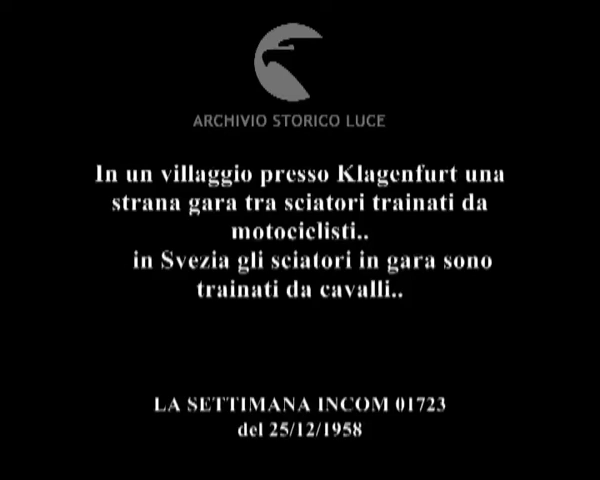 ARCHIVIO STORICO LUCE
In un villaggio presso Klagenfurt una
strana gara tra sciatori trainati da
motociclisti..
in Svezia gli sciatori in gara sono
trainati da cavalli..
LA SETTIMANA INCOM 01723
del 25/12/1958